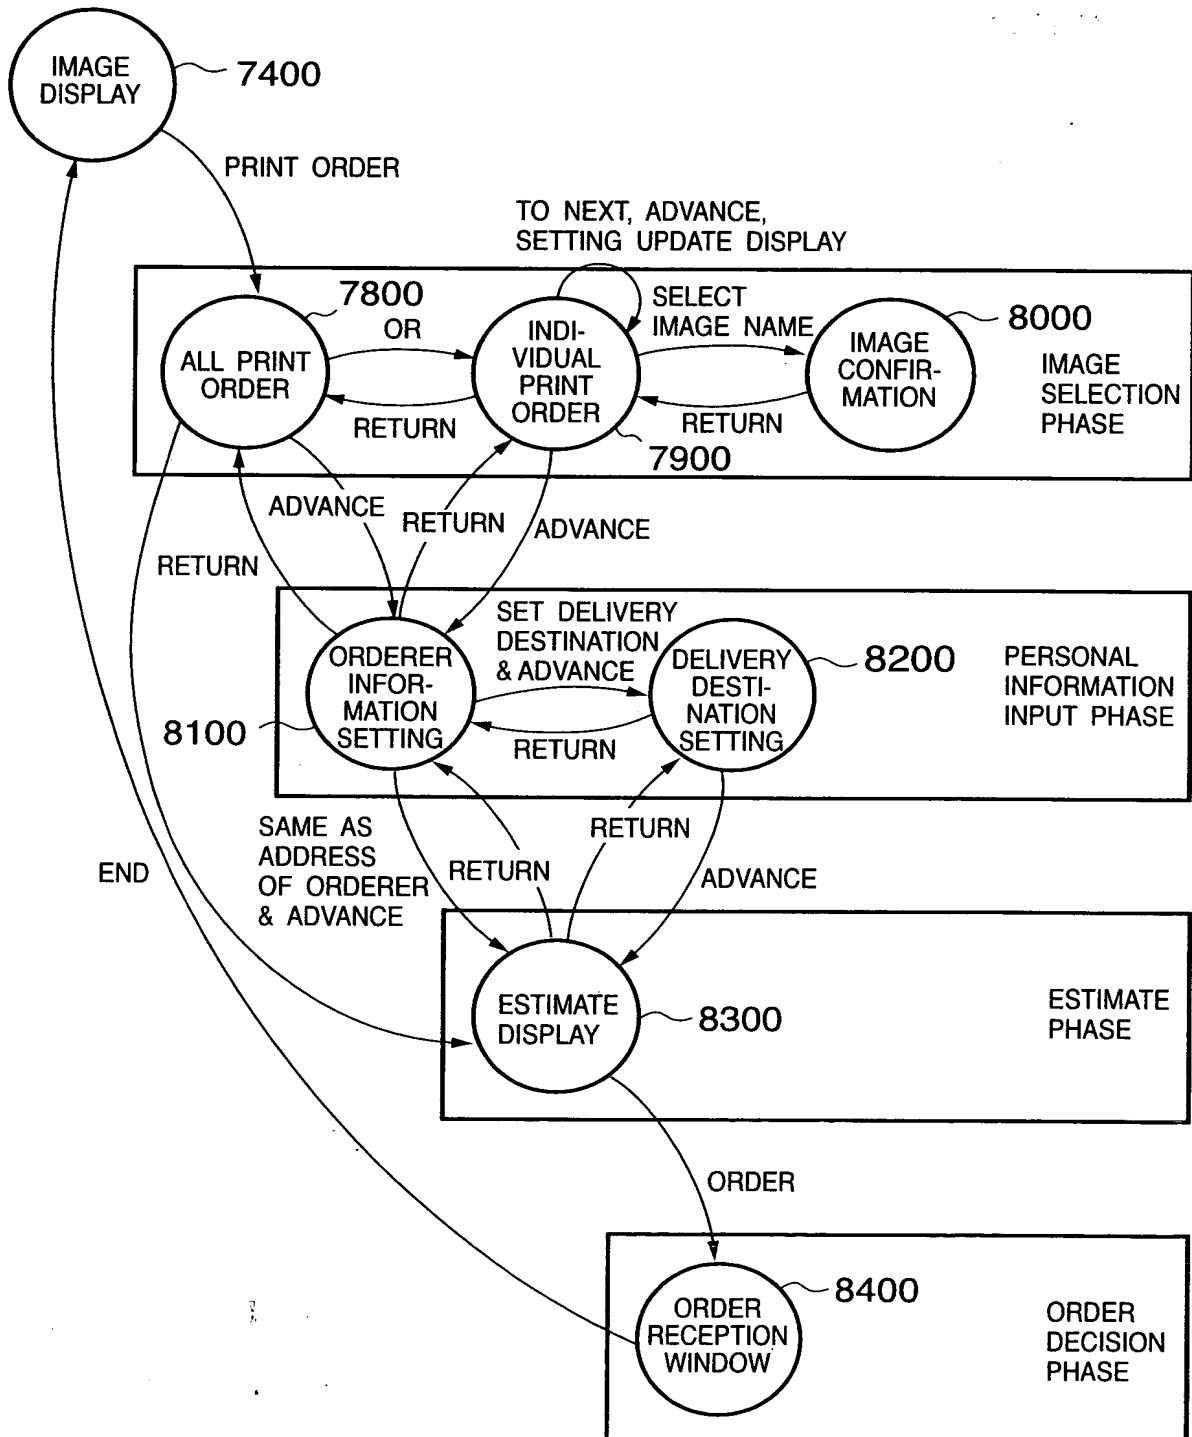 IMAGE
DISPLAY
7400
PRINT ORDER
TO NEXT, ADVANCE,
SETTING UPDATE DISPLAY
7800
OR
ALL PRINT
ORDER
RETURN
INDI-
VIDUAL
PRINT
ORDER
7900
SELECT
IMAGE NAME
RETURN
IMAGE
CONFIR-
MATION
8000
IMAGE
SELECTION
PHASE
ADVANCE
RETURN
RETURN
ADVANCE
ORDERER
INFOR-
MATION
SETTING
8100
SET DELIVERY
DESTINATION
& ADVANCE
RETURN
DELIVERY
DESTI-
NATION
SETTING
8200
PERSONAL
INFORMATION
INPUT PHASE
SAME AS
ADDRESS
OF ORDERER
& ADVANCE
RETURN
RETURN
ADVANCE
END
ESTIMATE
DISPLAY
8300
ESTIMATE
PHASE
ORDER
ORDER
RECEPTION
WINDOW
8400
ORDER
DECISION
PHASE